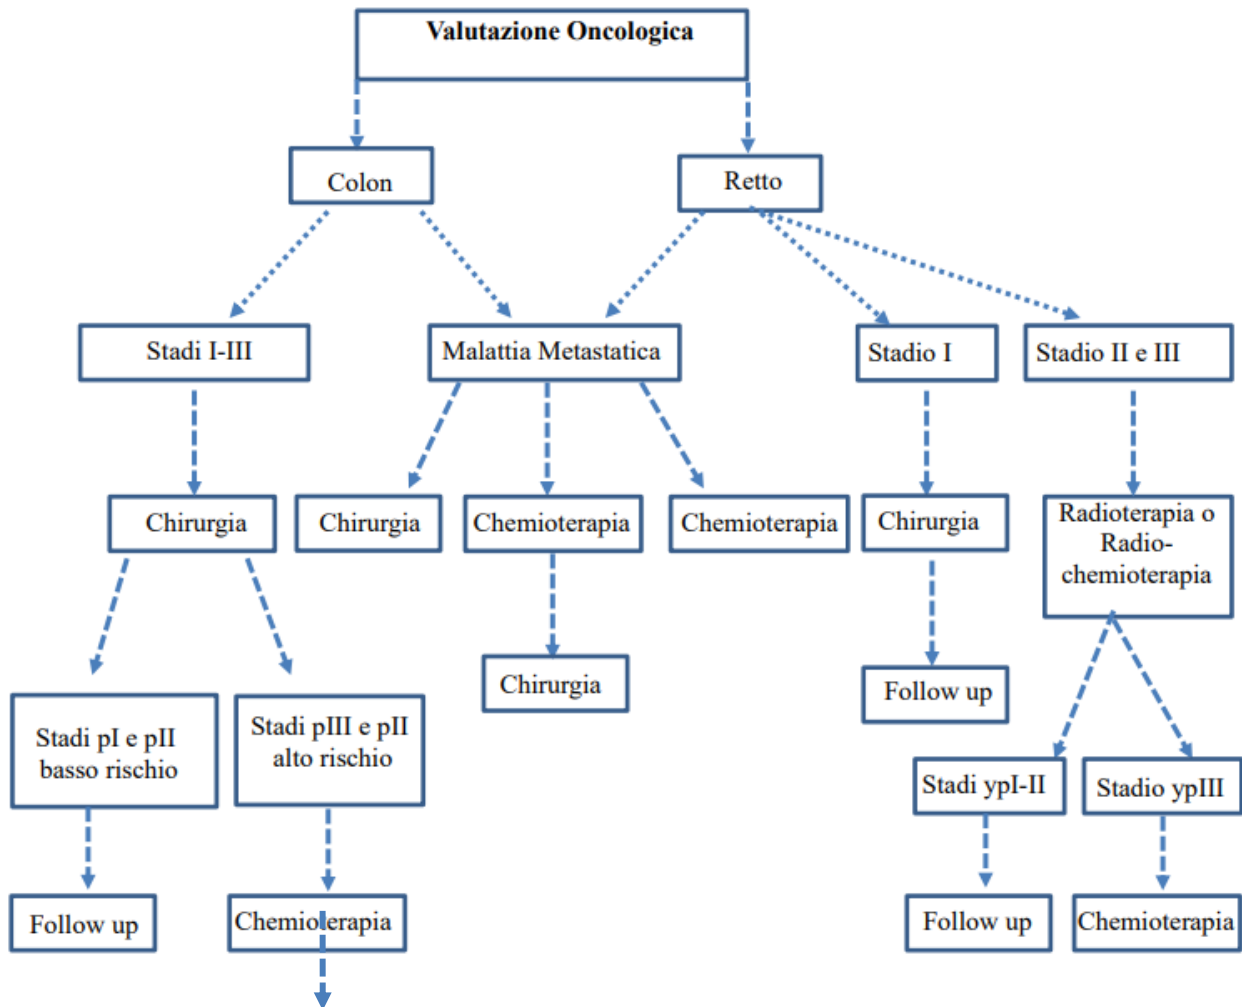 Valutazione Oncologica
Colon
Retto
Stadi I-III
Malattia Metastatica
Stadio I
Stadio II e III
Chirurgia
Chirurgia
Chemioterapia
Chemioterapia
Chirurgia
Radioterapia o
Radio-
chemioterapia
Chirurgia
Follow up
Stadi pI e pII
basso rischio
Stadi pIII e pII
alto rischio
Stadi ypI-II
Stadio ypIII
Follow up
Chemioterapia
Follow up
Chemioterapia